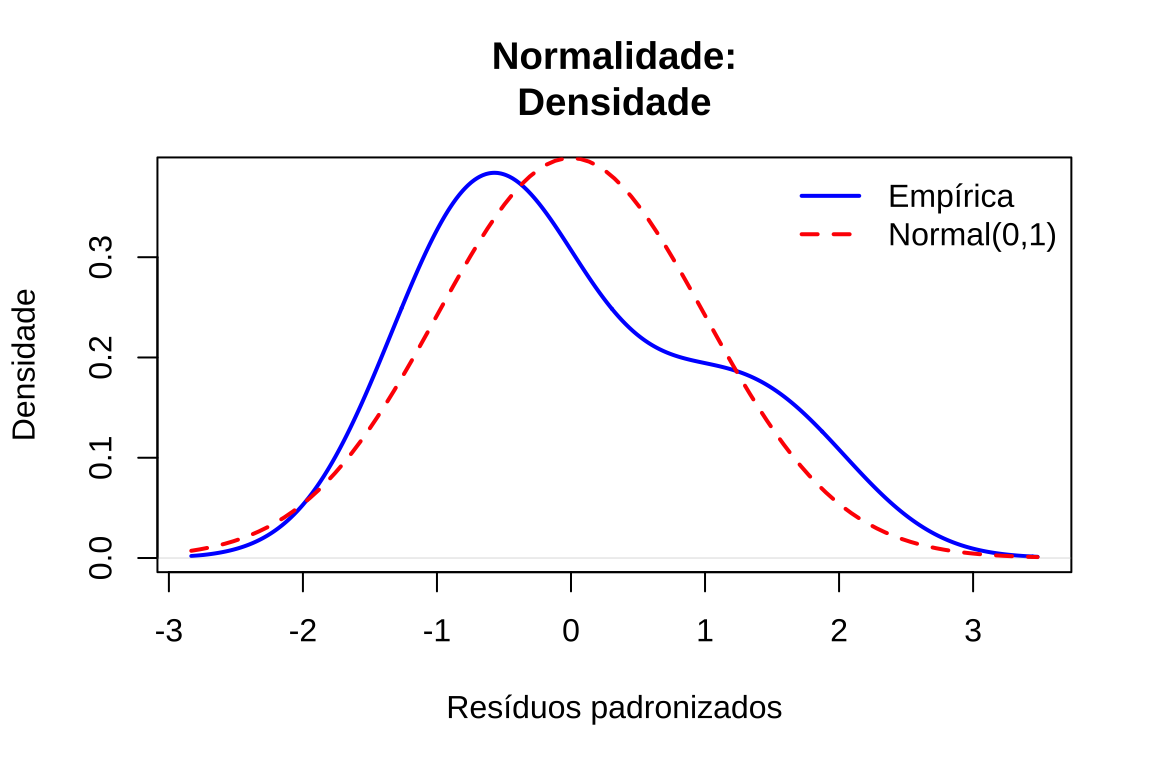 Normalidade:
Densidade
Empírica
Normal(0,1)
Densidade
0.3
0.2
0.1
0.0
-3 -2 -1 0 1 2 3
Resíduos padronizados